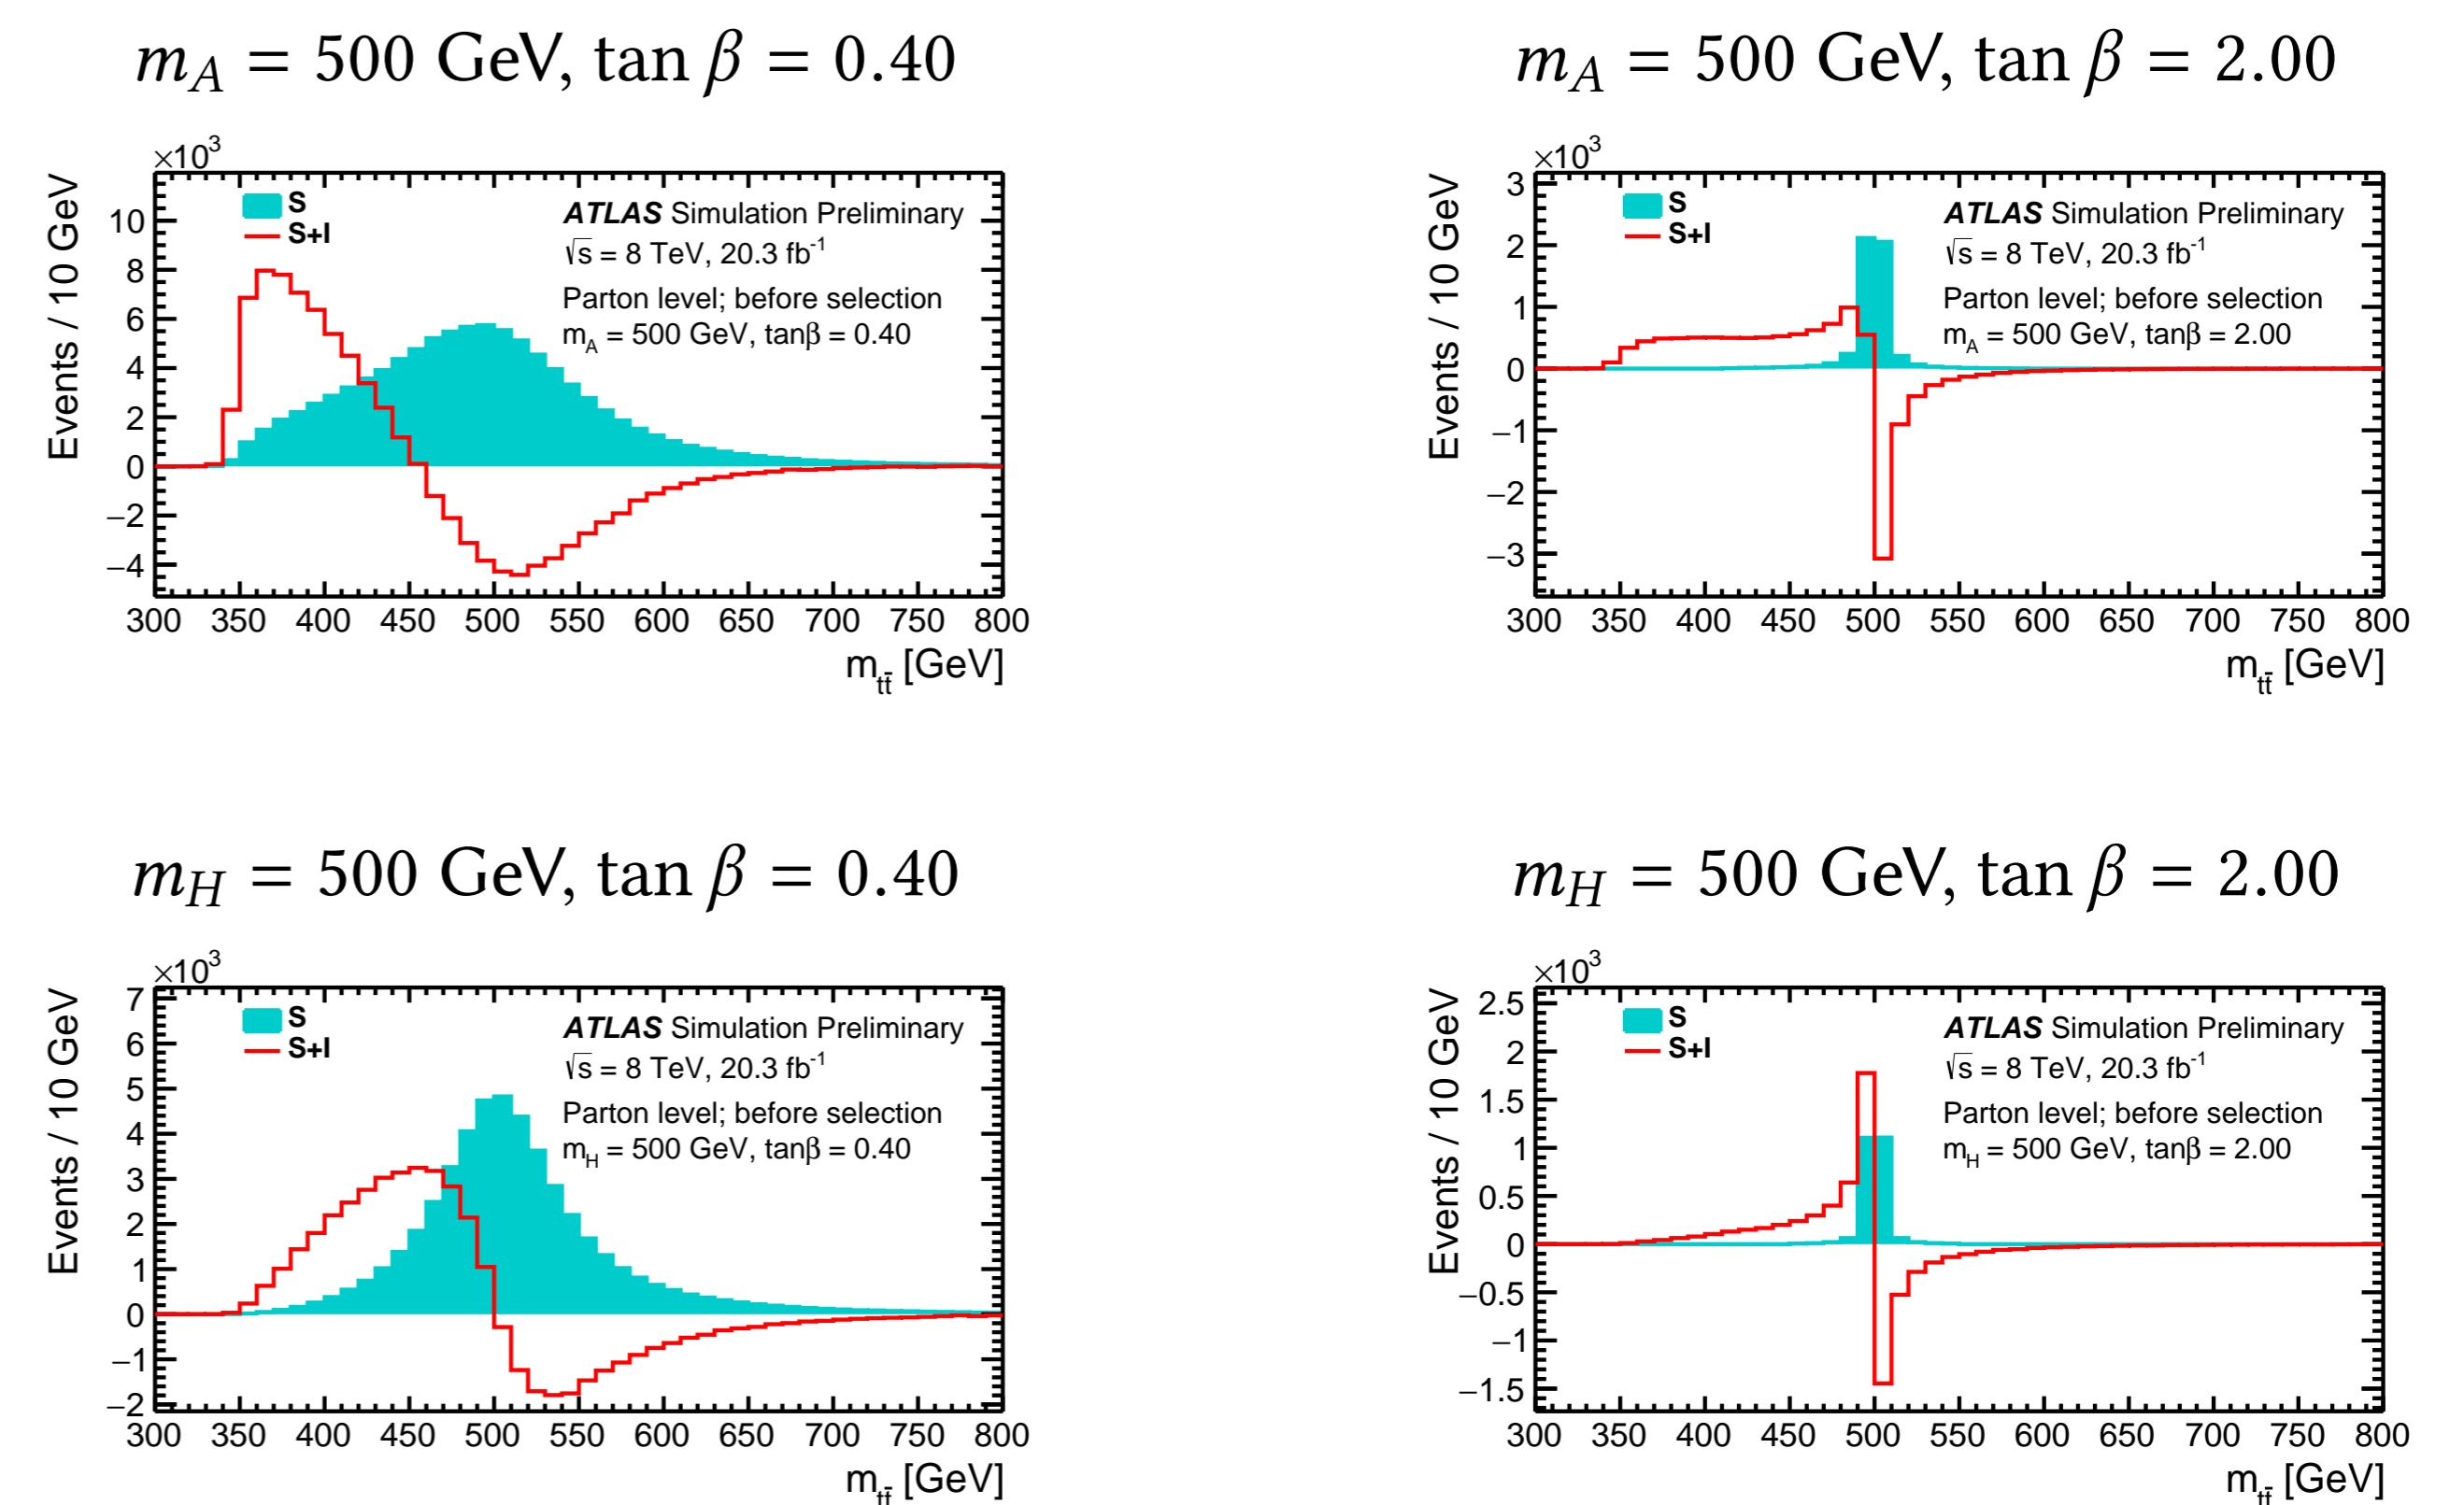 m_A = 500 GeV, tan β = 0.40
×10³
Events / 10 GeV
10
8
6
4
2
0
−2
−4
S
S+I
ATLAS Simulation Preliminary
√s = 8 TeV, 20.3 fb⁻¹
Parton level; before selection
m_A = 500 GeV, tanβ = 0.40
300 350 400 450 500 550 600 650 700 750 800
m_tt̄ [GeV]
m_A = 500 GeV, tan β = 2.00
×10³
Events / 10 GeV
3
2
1
0
−1
−2
−3
S
S+I
ATLAS Simulation Preliminary
√s = 8 TeV, 20.3 fb⁻¹
Parton level; before selection
m_A = 500 GeV, tanβ = 2.00
300 350 400 450 500 550 600 650 700 750 800
m_tt̄ [GeV]
m_H = 500 GeV, tan β = 0.40
×10³
Events / 10 GeV
7
6
5
4
3
2
1
0
−1
−2
S
S+I
ATLAS Simulation Preliminary
√s = 8 TeV, 20.3 fb⁻¹
Parton level; before selection
m_H = 500 GeV, tanβ = 0.40
300 350 400 450 500 550 600 650 700 750 800
m_tt̄ [GeV]
m_H = 500 GeV, tan β = 2.00
×10³
Events / 10 GeV
2.5
2
1.5
1
0.5
0
−0.5
−1
−1.5
S
S+I
ATLAS Simulation Preliminary
√s = 8 TeV, 20.3 fb⁻¹
Parton level; before selection
m_H = 500 GeV, tanβ = 2.00
300 350 400 450 500 550 600 650 700 750 800
m_tt̄ [GeV]